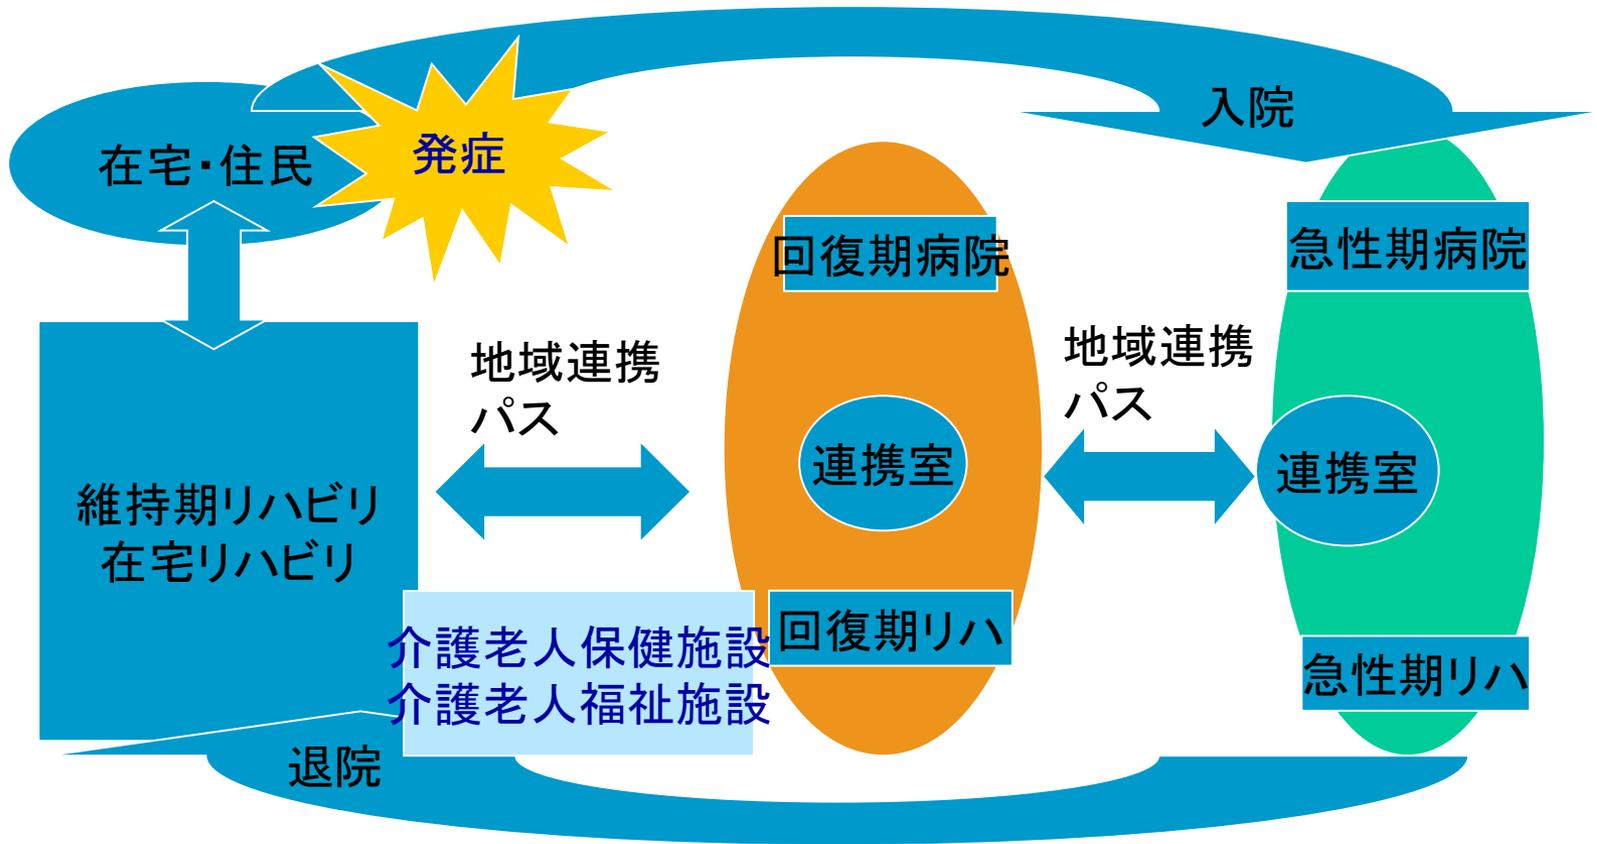 入院
発症
在宅・住民
回復期病院
急性期病院
地域連携
パス
地域連携
パス
連携室
連携室
維持期リハビリ
在宅リハビリ
介護老人保健施設
介護老人福祉施設
回復期リハ
急性期リハ
退院